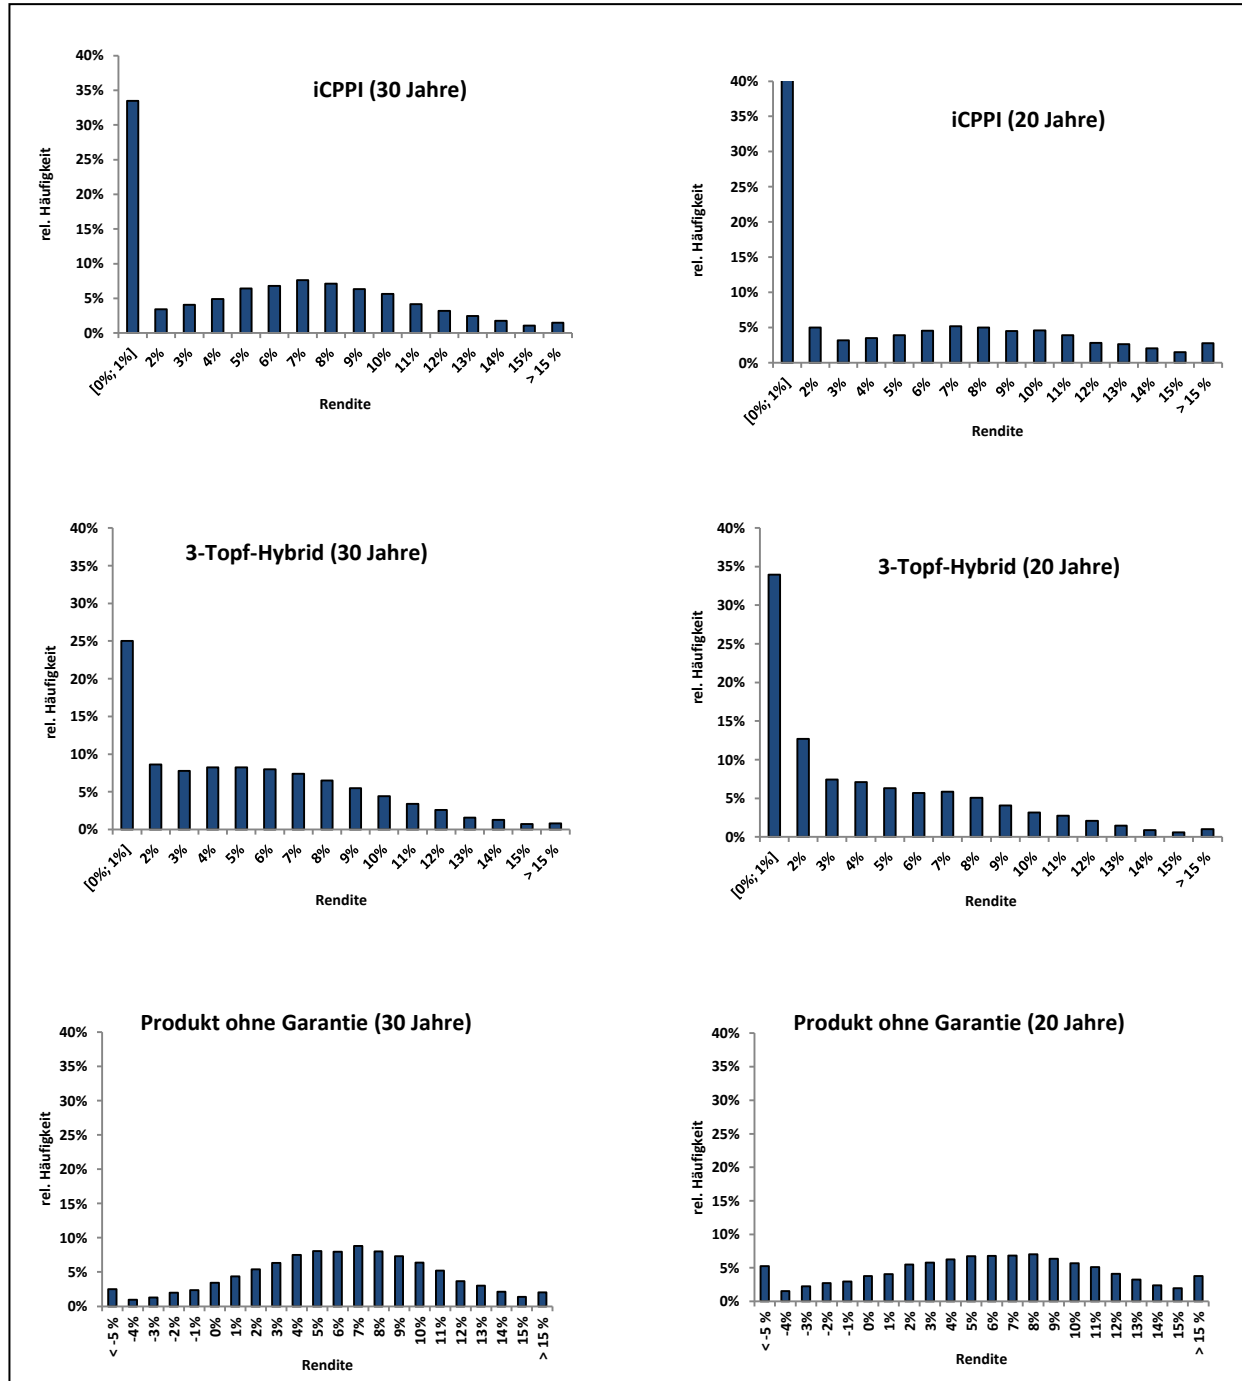 iCPPI (30 Jahre)
rel. Häufigkeit
40%
35%
30%
25%
20%
15%
10%
5%
0%
[0%; 1%] 2% 3% 4% 5% 6% 7% 8% 9% 10% 11% 12% 13% 14% 15% > 15 %
Rendite
iCPPI (20 Jahre)
rel. Häufigkeit
40%
35%
30%
25%
20%
15%
10%
5%
0%
[0%; 1%] 2% 3% 4% 5% 6% 7% 8% 9% 10% 11% 12% 13% 14% 15% > 15 %
Rendite
3-Topf-Hybrid (30 Jahre)
rel. Häufigkeit
40%
35%
30%
25%
20%
15%
10%
5%
0%
[0%; 1%] 2% 3% 4% 5% 6% 7% 8% 9% 10% 11% 12% 13% 14% 15% > 15 %
Rendite
3-Topf-Hybrid (20 Jahre)
rel. Häufigkeit
40%
35%
30%
25%
20%
15%
10%
5%
0%
[0%; 1%] 2% 3% 4% 5% 6% 7% 8% 9% 10% 11% 12% 13% 14% 15% > 15 %
Rendite
Produkt ohne Garantie (30 Jahre)
rel. Häufigkeit
40%
35%
30%
25%
20%
15%
10%
5%
0%
< -5 % -4% -3% -2% -1% 0% 1% 2% 3% 4% 5% 6% 7% 8% 9% 10% 11% 12% 13% 14% 15% > 15 %
Rendite
Produkt ohne Garantie (20 Jahre)
rel. Häufigkeit
40%
35%
30%
25%
20%
15%
10%
5%
0%
< -5 % -4% -3% -2% -1% 0% 1% 2% 3% 4% 5% 6% 7% 8% 9% 10% 11% 12% 13% 14% 15% > 15 %
Rendite